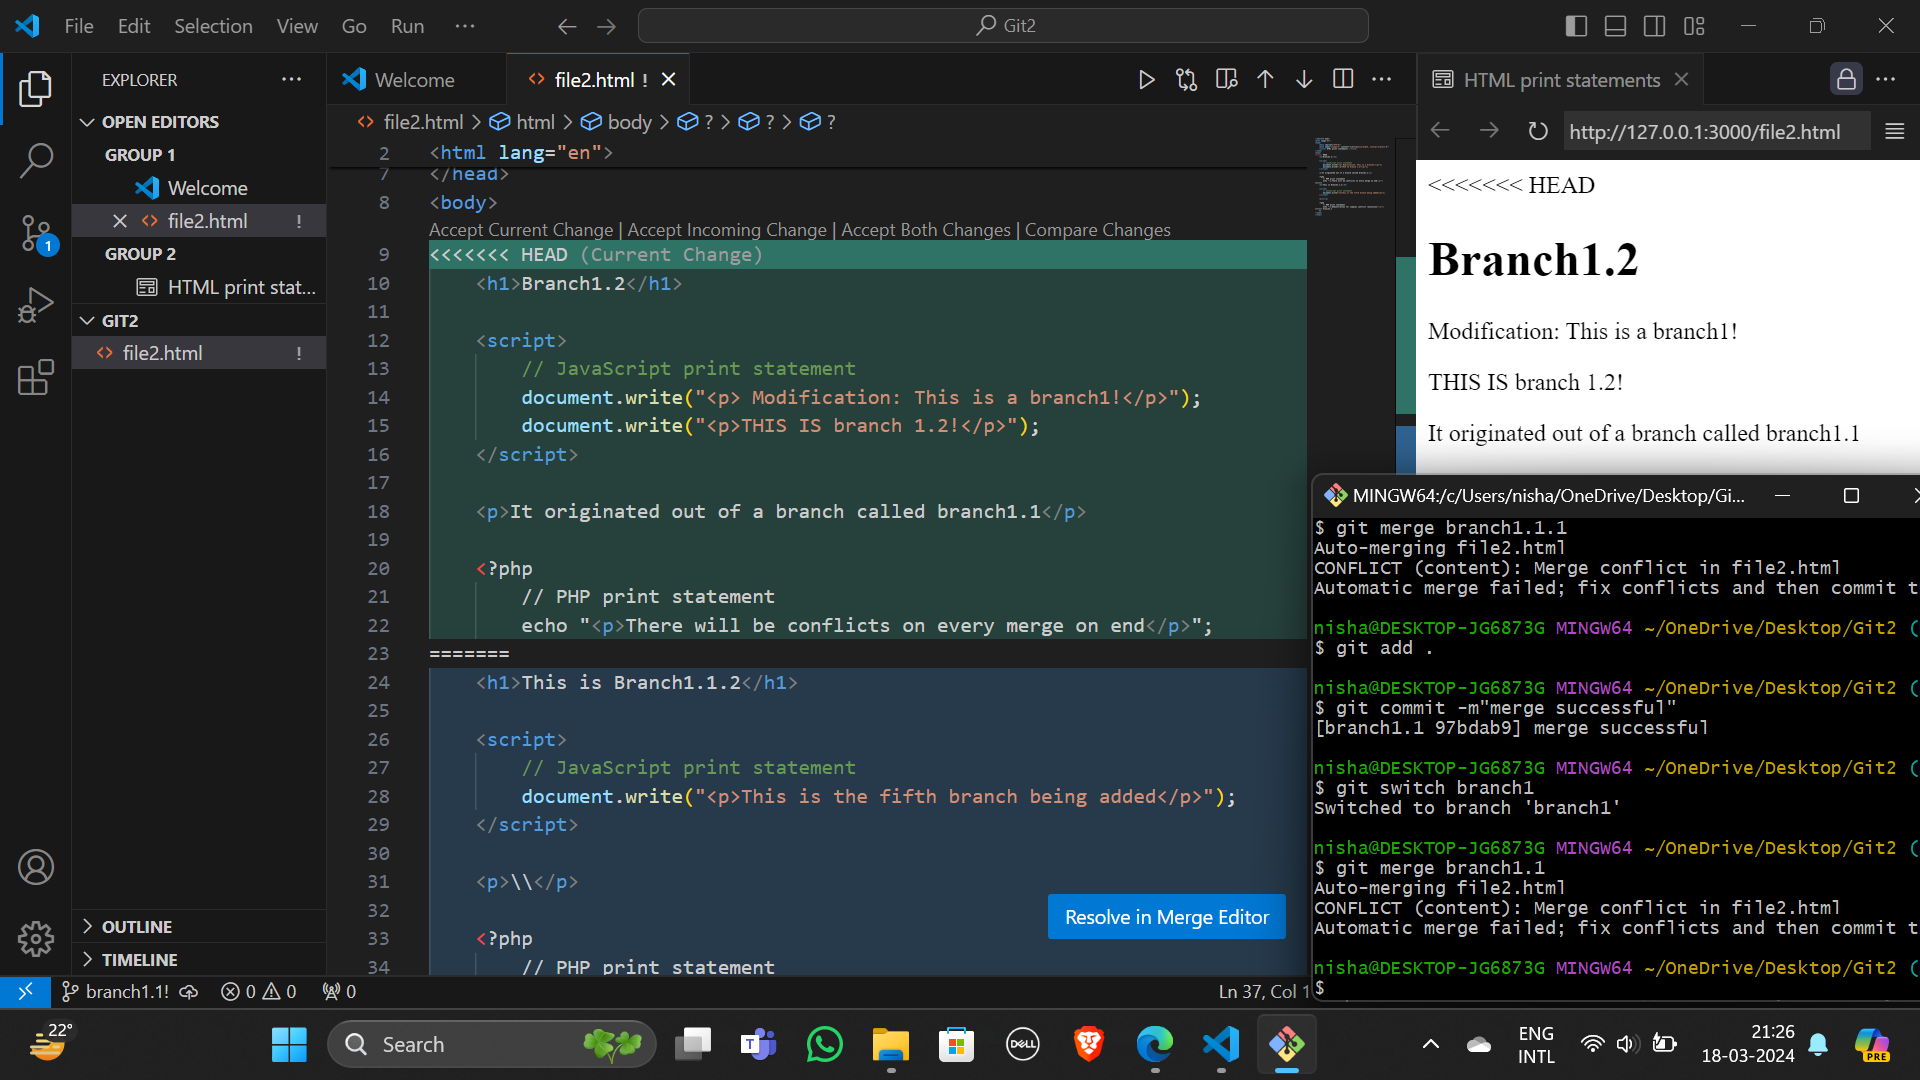 File Edit Selection View Go Run ···
Git2
EXPLORER
OPEN EDITORS
GROUP 1
Welcome
file2.html !
GROUP 2
HTML print stat...
GIT2
file2.html !
OUTLINE
TIMELINE
1
Welcome
file2.html !
file2.html > html > body > ? > ? > ?
2 <html lang="en">
7 </head>
8 <body>
Accept Current Change | Accept Incoming Change | Accept Both Changes | Compare Changes
9 <<<<<<< HEAD (Current Change)
10 <h1>Branch1.2</h1>
11
12 <script>
13 // JavaScript print statement
14 document.write("<p> Modification: This is a branch1!</p>");
15 document.write("<p>THIS IS branch 1.2!</p>");
16 </script>
17
18 <p>It originated out of a branch called branch1.1</p>
19
20 <?php
21 // PHP print statement
22 echo "<p>There will be conflicts on every merge on end</p>";
23 =======
24 <h1>This is Branch1.1.2</h1>
25
26 <script>
27 // JavaScript print statement
28 document.write("<p>This is the fifth branch being added</p>");
29 </script>
30
31 <p>\\</p>
32
33 <?php
34 // PHP print statement
Resolve in Merge Editor
HTML print statements
http://127.0.0.1:3000/file2.html
<<<<<<< HEAD
Branch1.2
Modification: This is a branch1!
THIS IS branch 1.2!
It originated out of a branch called branch1.1
MINGW64:/c/Users/nisha/OneDrive/Desktop/Gi...
$ git merge branch1.1.1
Auto-merging file2.html
CONFLICT (content): Merge conflict in file2.html
Automatic merge failed; fix conflicts and then commit t
nisha@DESKTOP-JG6873G MINGW64 ~/OneDrive/Desktop/Git2 (
$ git add .
nisha@DESKTOP-JG6873G MINGW64 ~/OneDrive/Desktop/Git2 (
$ git commit -m"merge successful"
[branch1.1 97bdab9] merge successful
nisha@DESKTOP-JG6873G MINGW64 ~/OneDrive/Desktop/Git2 (
$ git switch branch1
Switched to branch 'branch1'
nisha@DESKTOP-JG6873G MINGW64 ~/OneDrive/Desktop/Git2 (
$ git merge branch1.1
Auto-merging file2.html
CONFLICT (content): Merge conflict in file2.html
Automatic merge failed; fix conflicts and then commit t
nisha@DESKTOP-JG6873G MINGW64 ~/OneDrive/Desktop/Git2 (
$
branch1.1! 0 0 0
Ln 37, Col 1
22°
Search
DELL
ENG
INTL
21:26
18-03-2024
PRE